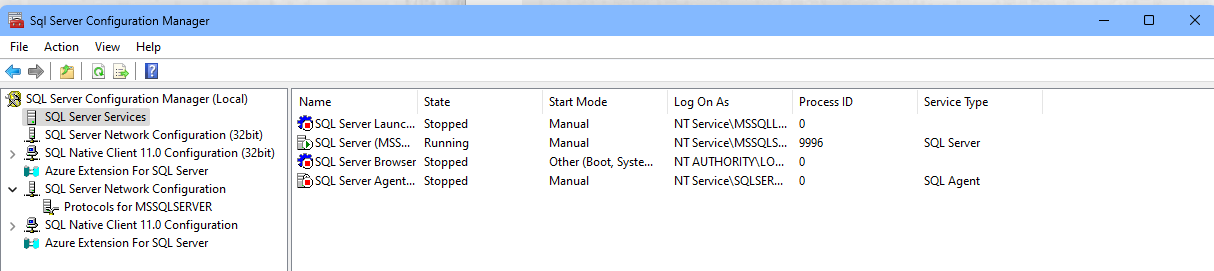 Sql Server Configuration Manager
File Action View Help
SQL Server Configuration Manager (Local)
SQL Server Services
SQL Server Network Configuration (32bit)
SQL Native Client 11.0 Configuration (32bit)
Azure Extension For SQL Server
SQL Server Network Configuration
Protocols for MSSQLSERVER
SQL Native Client 11.0 Configuration
Azure Extension For SQL Server
Name State Start Mode Log On As Process ID Service Type
SQL Server Launc... Stopped Manual NT Service\MSSQLL... 0
SQL Server (MSS... Running Manual NT Service\MSSQLS... 9996 SQL Server
SQL Server Browser Stopped Other (Boot, Syste... NT AUTHORITY\LO... 0
SQL Server Agent... Stopped Manual NT Service\SQLSER... 0 SQL Agent